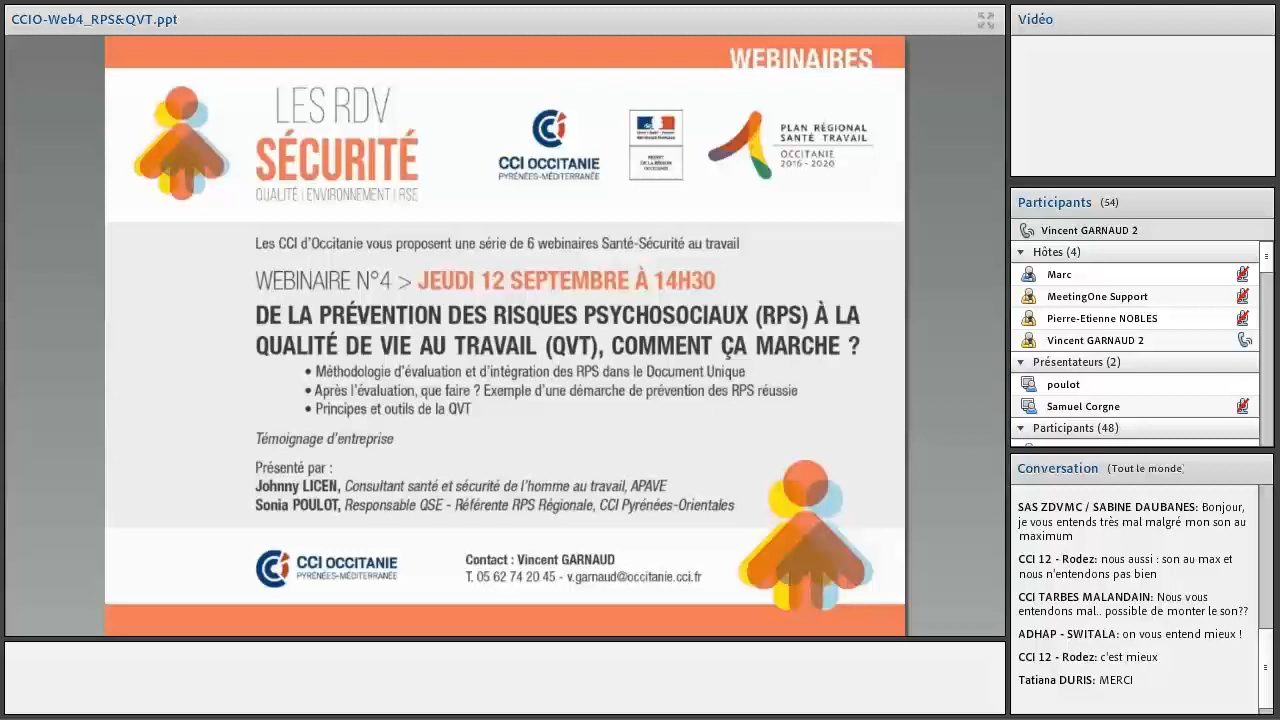 CCIO-Web4_RPS&QVT.ppt
WEBINAIRES
LES RDV
SÉCURITÉ
QUALITÉ | ENVIRONNEMENT | RSE
CCI OCCITANIE
PYRÉNÉES-MÉDITERRANÉE
PLAN RÉGIONAL
SANTÉ TRAVAIL
OCCITANIE
2016 - 2020
Les CCI d'Occitanie vous proposent une série de 6 webinaires Santé-Sécurité au travail
WEBINAIRE N°4 > JEUDI 12 SEPTEMBRE À 14H30
DE LA PRÉVENTION DES RISQUES PSYCHOSOCIAUX (RPS) À LA
QUALITÉ DE VIE AU TRAVAIL (QVT), COMMENT ÇA MARCHE ?
• Méthodologie d'évaluation et d'intégration des RPS dans le Document Unique
• Après l'évaluation, que faire ? Exemple d'une démarche de prévention des RPS réussie
• Principes et outils de la QVT
Témoignage d'entreprise
Présenté par :
Johnny LICEN, Consultant santé et sécurité de l'homme au travail, APAVE
Sonia POULOT, Responsable QSE - Référente RPS Régionale, CCI Pyrénées-Orientales
CCI OCCITANIE
PYRÉNÉES-MÉDITERRANÉE
Contact : Vincent GARNAUD
T. 05 62 74 20 45 - v.garnaud@occitanie.cci.fr
Vidéo
Participants (54)
Vincent GARNAUD 2
Hôtes (4)
Marc
MeetingOne Support
Pierre-Etienne NOBLES
Vincent GARNAUD 2
Présentateurs (2)
poulot
Samuel Corgne
Participants (48)
Conversation (Tout le monde)
SAS ZDVMC / SABINE DAUBANES: Bonjour,
je vous entends très mal malgré mon son au
maximum
CCI 12 - Rodez: nous aussi : son au max et
nous n'entendons pas bien
CCI TARBES MALANDAIN: Nous vous
entendons mal.. possible de monter le son??
ADHAP - SWITALA: on vous entend mieux !
CCI 12 - Rodez: c'est mieux
Tatiana DURIS: MERCI